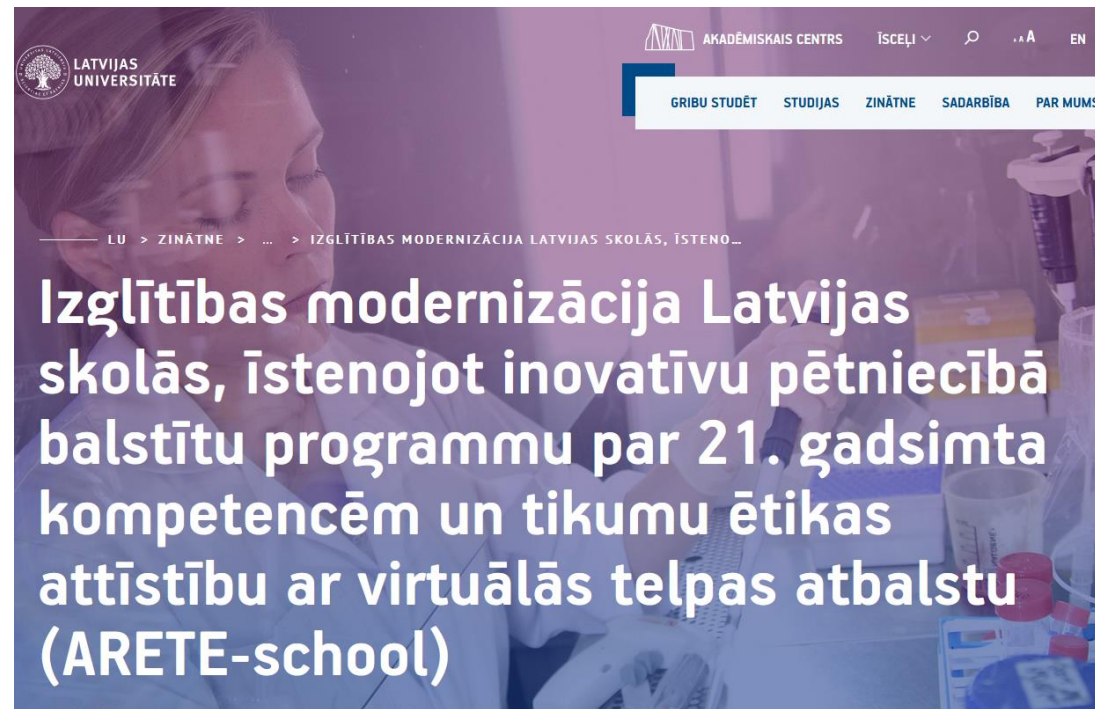 LATVIJAS
UNIVERSITĀTE
AKADĒMISKAIS CENTRS ĪSCEĻI A A A EN
GRIBU STUDĒT STUDIJAS ZINĀTNE SADARBĪBA PAR MUMS
LU > ZINĀTNE > … > IZGLĪTĪBAS MODERNIZĀCIJA LATVIJAS SKOLĀS, ĪSTENO…
Izglītības modernizācija Latvijas
skolās, īstenojot inovatīvu pētniecībā
balstītu programmu par 21. gadsimta
kompetencēm un tikumu ētikas
attīstību ar virtuālās telpas atbalstu
(ARETE-school)